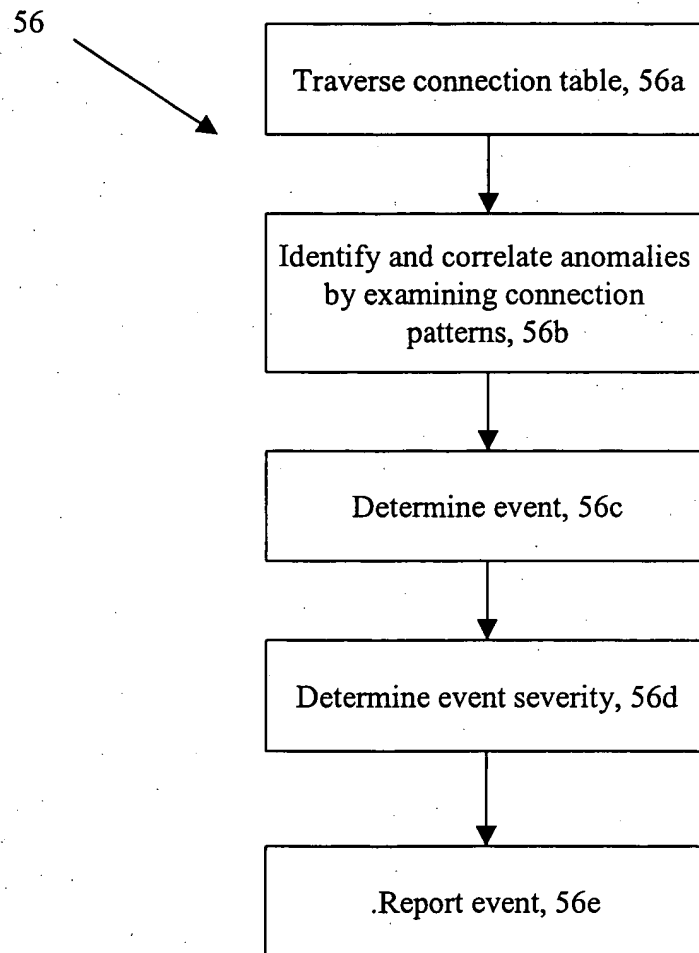 56
Traverse connection table, 56a
Identify and correlate anomalies
by examining connection
patterns, 56b
Determine event, 56c
Determine event severity, 56d
.Report event, 56e